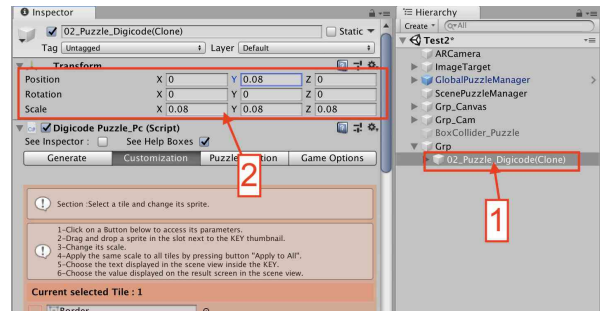 Inspector
02_Puzzle_Digicode(Clone)
Static
Tag Untagged Layer Default
Transform
Position X 0 Y 0.08 Z 0
Rotation X 0 Y 0 Z 0
Scale X 0.08 Y 0.08 Z 0.08
Digicode Puzzle_Pc (Script)
See Inspector : See Help Boxes
Generate Customization Game Options
2
Section :Select a tile and change its sprite.
1-Click on a Button below to access its parameters.
2-Drag and drop a sprite in the slot next to the KEY thumbnail.
3-Change its scale.
4-Apply the same scale to all tiles by pressing button "Apply to All".
5-Choose the text displayed in the scene view inside the KEY.
6-Choose the value displayed on the result screen in the scene view.
Current selected Tile : 1
Border
Hierarchy
Create All
Test2*
ARCamera
ImageTarget
GlobalPuzzleManager
ScenePuzzleManager
Grp_Canvas
Grp_Cam
BoxCollider_Puzzle
Grp
02_Puzzle_Digicode(Clone)
1